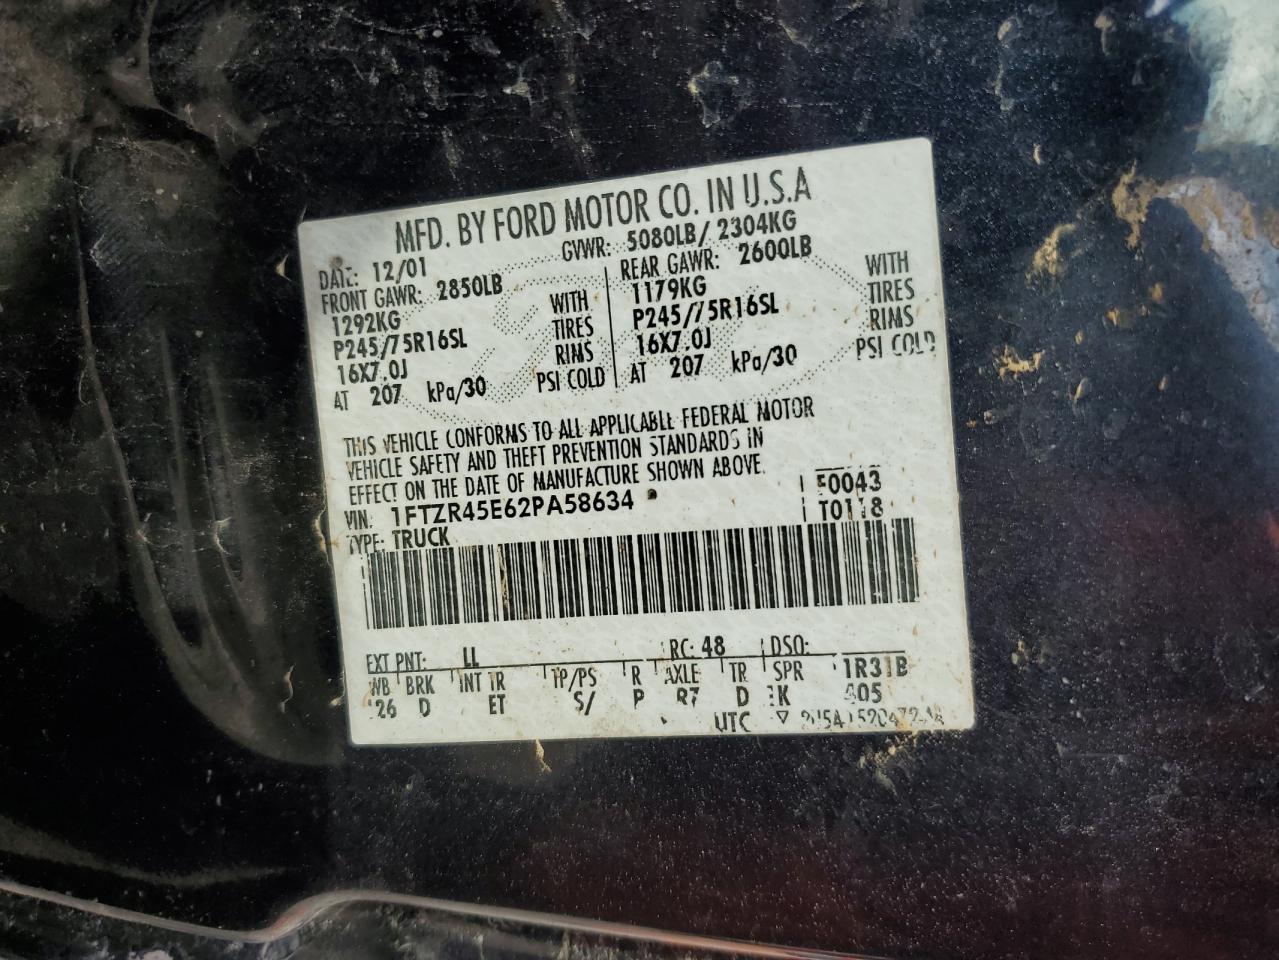 MFD. BY FORD MOTOR CO. IN U.S.A
DATE: 12/01 GVWR: 5080LB/ 2304KG
FRONT GAWR: 2850LB REAR GAWR: 2600LB
1292KG WITH 1179KG WITH
P245/75R16SL TIRES P245/75R16SL TIRES
16X7.0J RIMS 16X7.0J RIMS
AT 207 kPa/30 PSI COLD AT 207 kPa/30 PSI COLD
THIS VEHICLE CONFORMS TO ALL APPLICABLE FEDERAL MOTOR
VEHICLE SAFETY AND THEFT PREVENTION STANDARDS IN
EFFECT ON THE DATE OF MANUFACTURE SHOWN ABOVE.
VIN: 1FTZR45E62PA58634 F0043
TYPE: TRUCK T0118
EXT PNT: LL RC: 48 DSO:
WB BRK INT TR TP/PS R AXLE TR SPR 1R31B
126 D ET S/ P R7 D
UTC